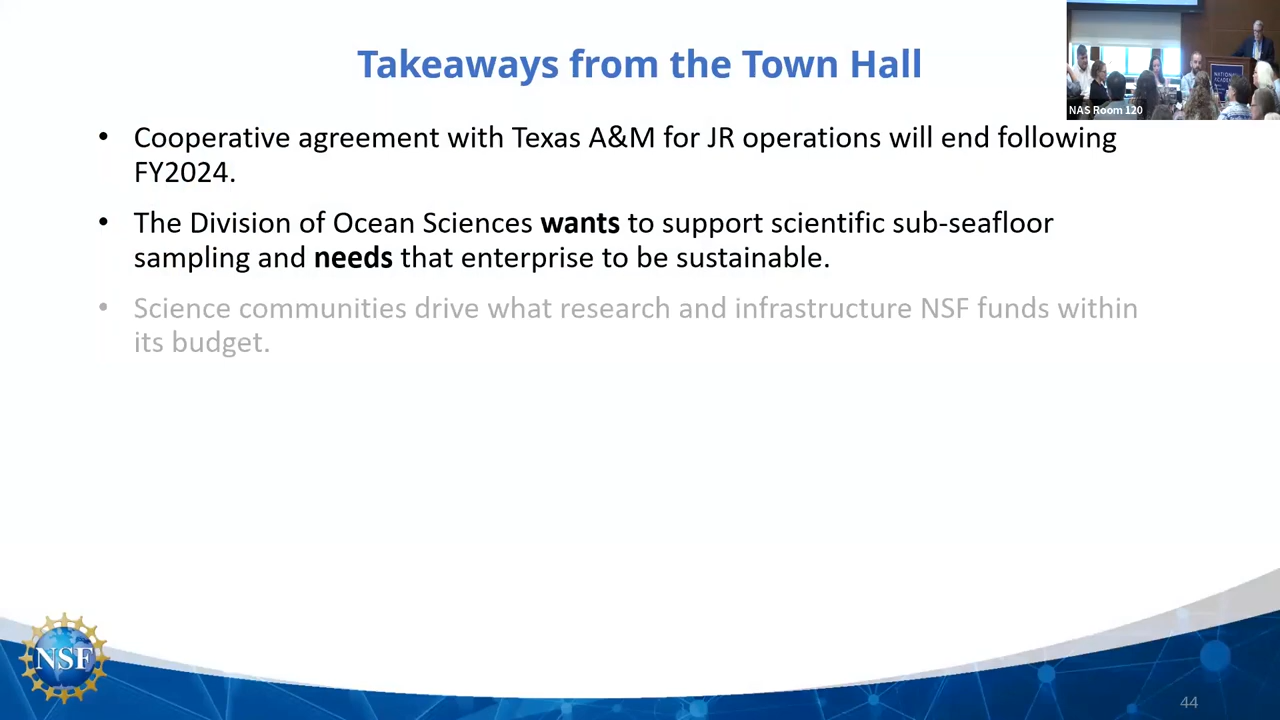 Takeaways from the Town Hall
NAS Room 120
• Cooperative agreement with Texas A&M for JR operations will end following
FY2024.
• The Division of Ocean Sciences wants to support scientific sub-seafloor
sampling and needs that enterprise to be sustainable.
• Science communities drive what research and infrastructure NSF funds within
its budget.
NSF
44